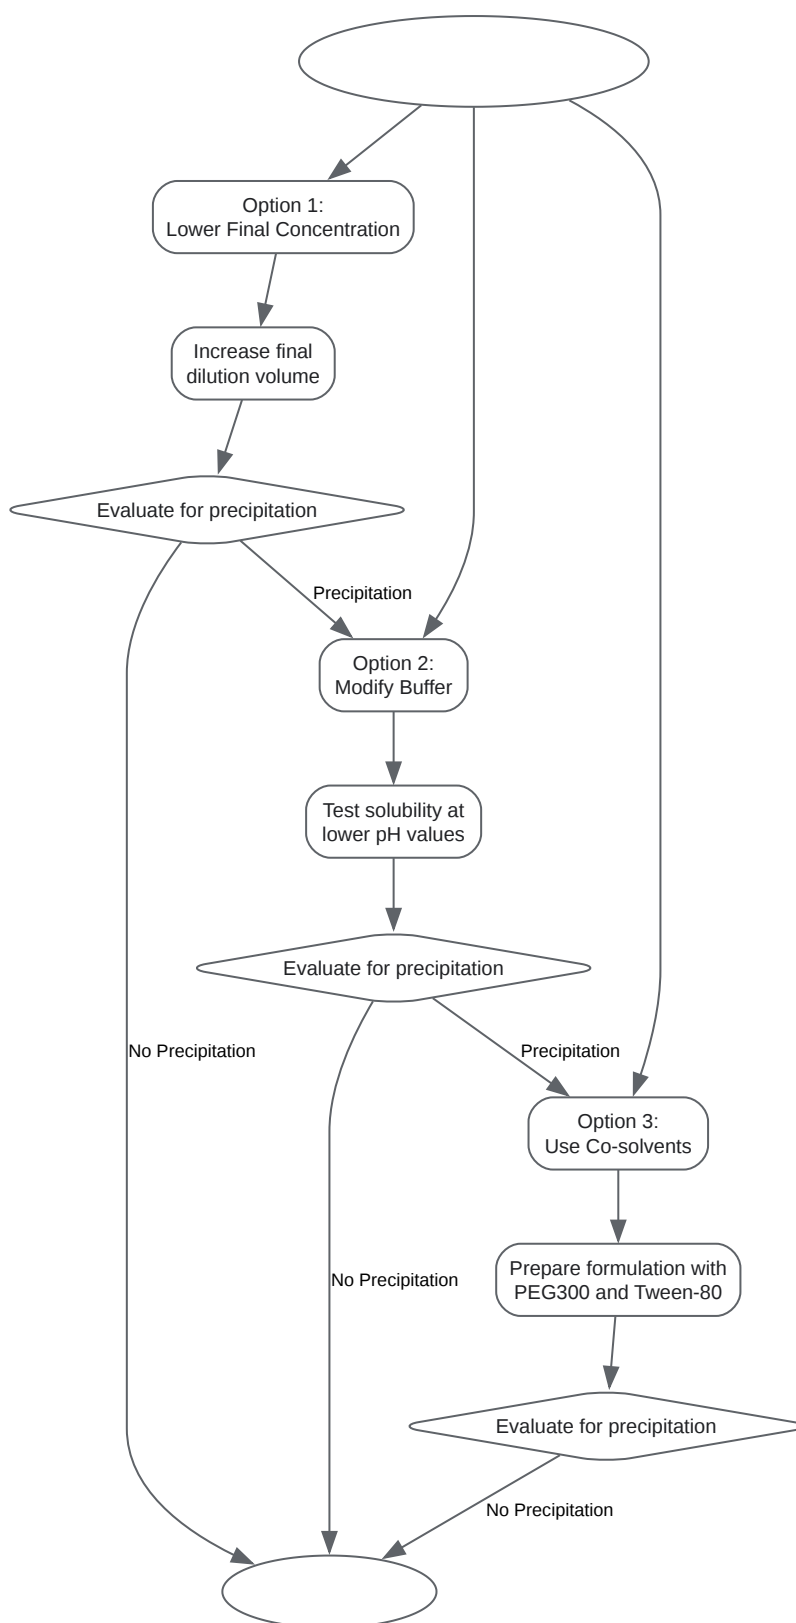 Option 1:
Lower Final Concentration
Increase final
dilution volume
Evaluate for precipitation
Precipitation
Option 2:
Modify Buffer
Test solubility at
lower pH values
Evaluate for precipitation
No Precipitation
Precipitation
Option 3:
Use Co-solvents
Prepare formulation with
PEG300 and Tween-80
No Precipitation
Evaluate for precipitation
No Precipitation